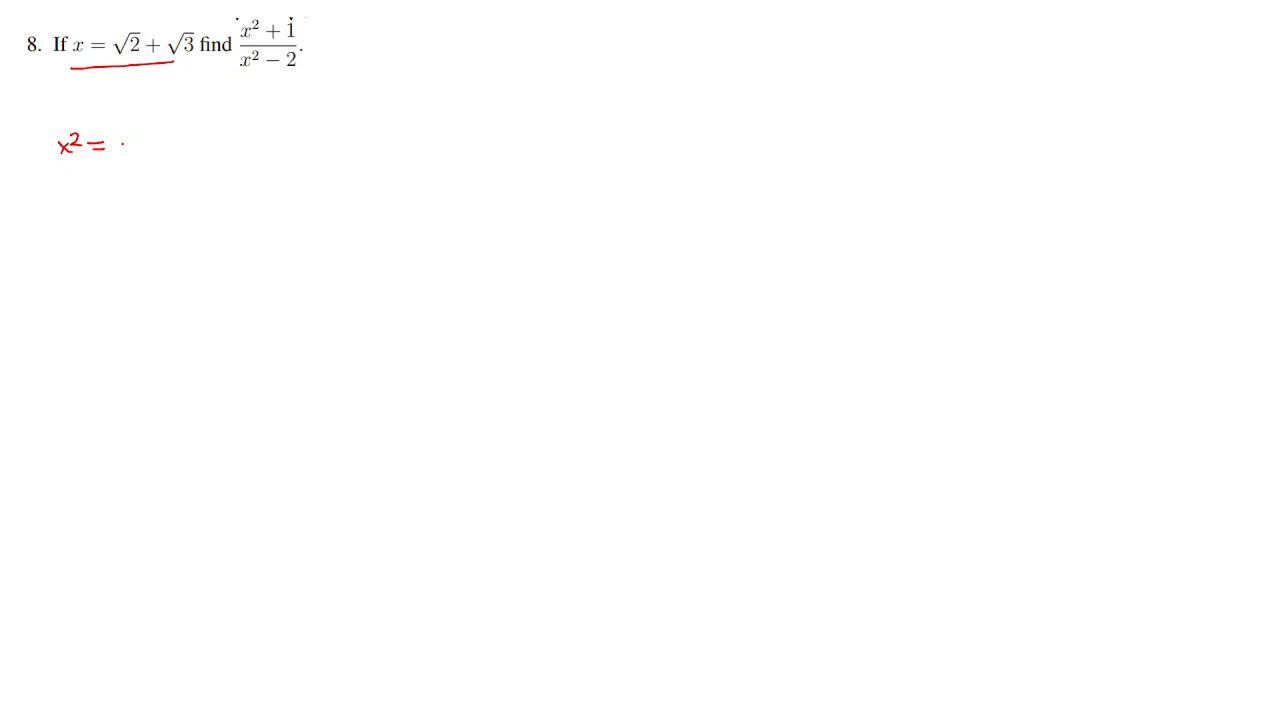 8. If x = √2 + √3 find (x² + 1)/(x² − 2).
x² =